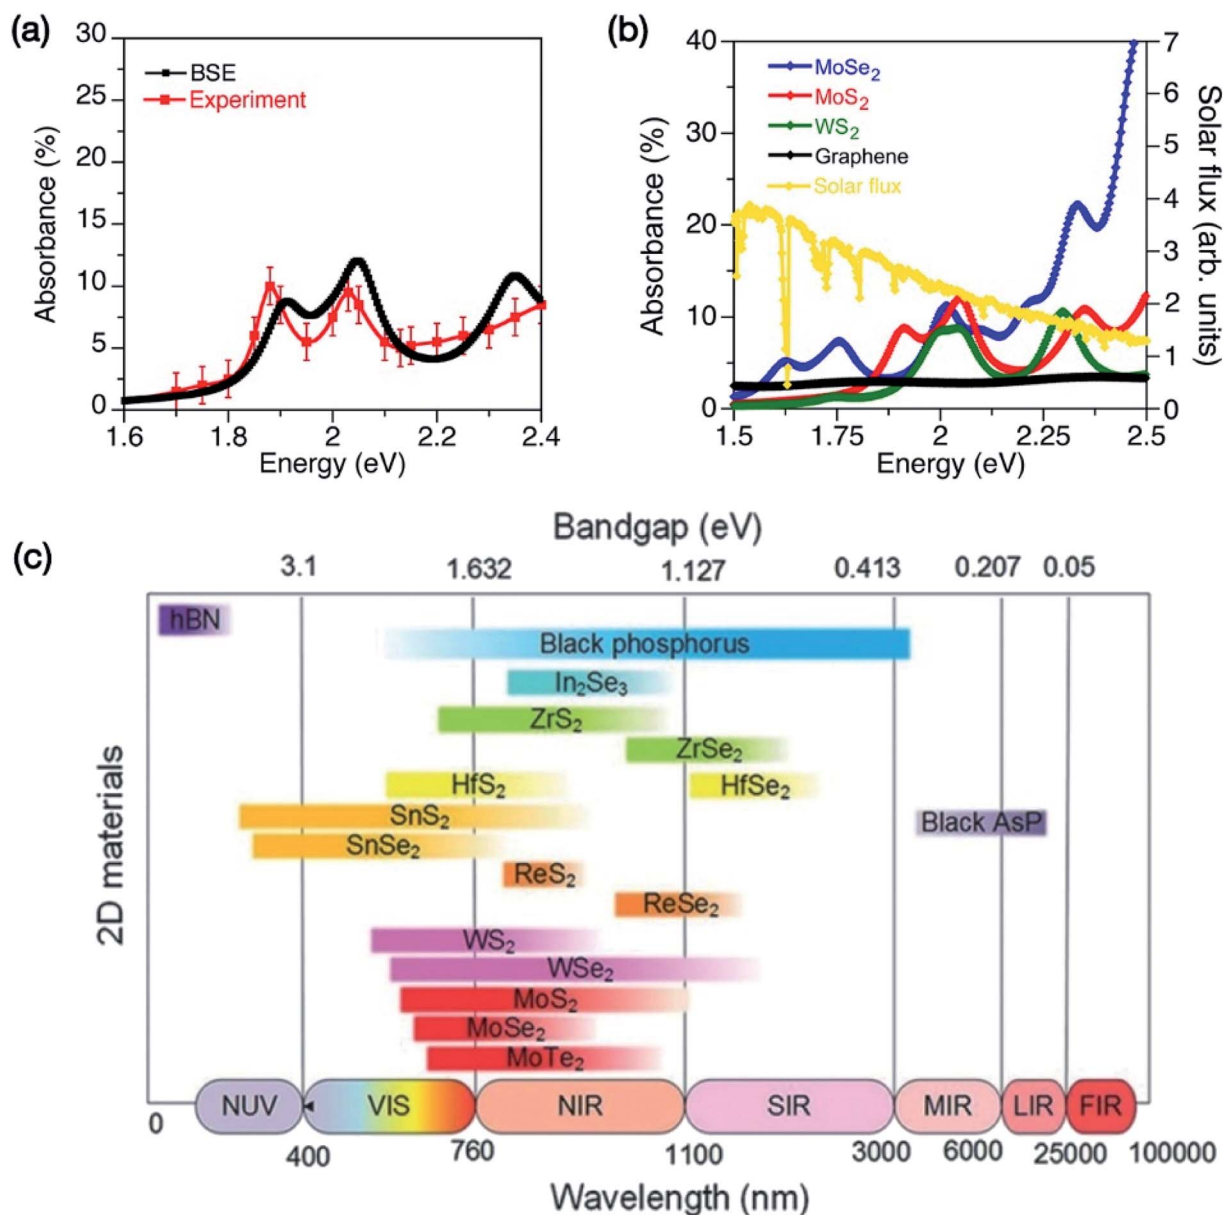 (a)
30
25
20
15
10
5
0
Absorbance (%)
BSE
Experiment
1.6 1.8 2 2.2 2.4
Energy (eV)
(b)
40
30
20
10
0
Absorbance (%)
MoSe₂
MoS₂
WS₂
Graphene
Solar flux
7
6
5
4
3
2
1
0
Solar flux (arb. units)
1.5 1.75 2 2.25 2.5
Energy (eV)
(c)
Bandgap (eV)
3.1 1.632 1.127 0.413 0.207 0.05
2D materials
hBN
Black phosphorus
In₂Se₃
ZrS₂
ZrSe₂
HfS₂ HfSe₂
SnS₂ Black AsP
SnSe₂
ReS₂
ReSe₂
WS₂
WSe₂
MoS₂
MoSe₂
MoTe₂
NUV VIS NIR SIR MIR LIR FIR
0 400 760 1100 3000 6000 25000 100000
Wavelength (nm)